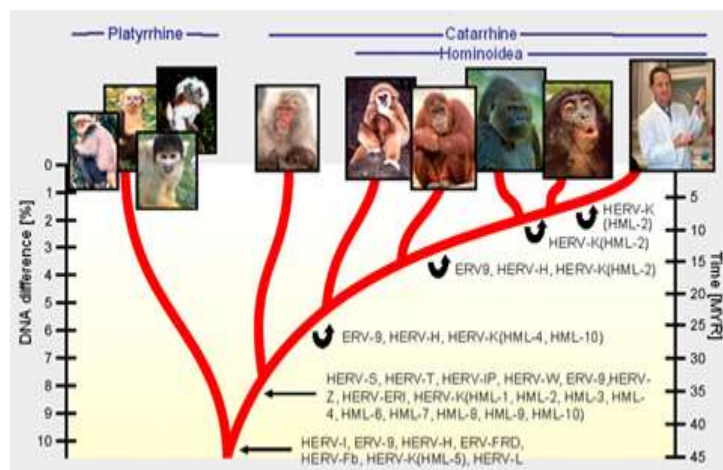 Platyrrhine
Catarrhine
Hominoidea
DNA difference [%]
0
1
2
3
4
5
6
7
8
9
10
Time [MYR]
5
10
15
20
25
30
35
40
45
HERV-K
(HML-2)
HERV-K(HML-2)
ERV9, HERV-H, HERV-K(HML-2)
ERV-9, HERV-H, HERV-K(HML-4, HML-10)
HERV-S, HERV-T, HERV-IP, HERV-W, ERV-9,HERV-
Z, HERV-ERI, HERV-K(HML-1, HML-2, HML-3, HML-
4, HML-6, HML-7, HML-8, HML-9, HML-10)
HERV-I, ERV-9, HERV-H, ERV-FRD,
HERV-Fb, HERV-K(HML-5), HERV-L